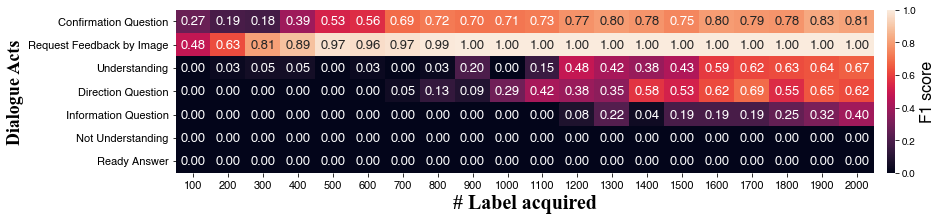 Dialogue Acts
Confirmation Question 0.27 0.19 0.18 0.39 0.53 0.56 0.69 0.72 0.70 0.71 0.73 0.77 0.80 0.78 0.75 0.80 0.79 0.78 0.83 0.81
Request Feedback by Image 0.48 0.63 0.81 0.89 0.97 0.96 0.97 0.99 1.00 1.00 1.00 1.00 1.00 1.00 1.00 1.00 1.00 1.00 1.00 1.00
Understanding 0.00 0.03 0.05 0.05 0.00 0.03 0.00 0.03 0.20 0.00 0.15 0.48 0.42 0.38 0.43 0.59 0.62 0.63 0.64 0.67
Direction Question 0.00 0.00 0.00 0.00 0.00 0.00 0.05 0.13 0.09 0.29 0.42 0.38 0.35 0.58 0.53 0.62 0.69 0.55 0.65 0.62
Information Question 0.00 0.00 0.00 0.00 0.00 0.00 0.00 0.00 0.00 0.00 0.00 0.08 0.22 0.04 0.19 0.19 0.19 0.25 0.32 0.40
Not Understanding 0.00 0.00 0.00 0.00 0.00 0.00 0.00 0.00 0.00 0.00 0.00 0.00 0.00 0.00 0.00 0.00 0.00 0.00 0.00 0.00
Ready Answer 0.00 0.00 0.00 0.00 0.00 0.00 0.00 0.00 0.00 0.00 0.00 0.00 0.00 0.00 0.00 0.00 0.00 0.00 0.00 0.00
100 200 300 400 500 600 700 800 900 1000 1100 1200 1300 1400 1500 1600 1700 1800 1900 2000
# Label acquired
1.0
0.8
0.6
0.4
0.2
0.0
F1 score